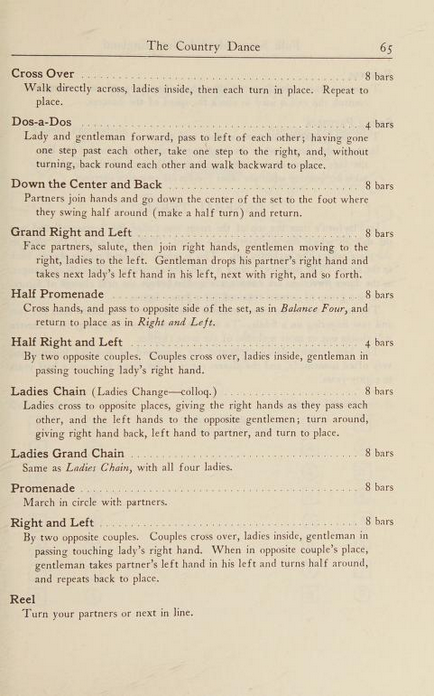 The Country Dance 65
Cross Over . . . . . . . . . . . . . . . . . . . . . . . . . . . . . . 8 bars
Walk directly across, ladies inside, then each turn in place. Repeat to
place.
Dos-a-Dos . . . . . . . . . . . . . . . . . . . . . . . . . . . . . . 4 bars
Lady and gentleman forward, pass to left of each other; having gone
one step past each other, take one step to the right, and, without
turning, back round each other and walk backward to place.
Down the Center and Back . . . . . . . . . . . . . . . . . . . . 8 bars
Partners join hands and go down the center of the set to the foot where
they swing half around (make a half turn) and return.
Grand Right and Left . . . . . . . . . . . . . . . . . . . . . . . . 8 bars
Face partners, salute, then join right hands, gentlemen moving to the
right, ladies to the left. Gentleman drops his partner's right hand and
takes next lady's left hand in his left, next with right, and so forth.
Half Promenade . . . . . . . . . . . . . . . . . . . . . . . . . . . 8 bars
Cross hands, and pass to opposite side of the set, as in Balance Four, and
return to place as in Right and Left.
Half Right and Left . . . . . . . . . . . . . . . . . . . . . . . . . 4 bars
By two opposite couples. Couples cross over, ladies inside, gentleman in
passing touching lady's right hand.
Ladies Chain (Ladies Change—colloq.) . . . . . . . . . . . . . . 8 bars
Ladies cross to opposite places, giving the right hands as they pass each
other, and the left hands to the opposite gentlemen; turn around,
giving right hand back, left hand to partner, and turn to place.
Ladies Grand Chain . . . . . . . . . . . . . . . . . . . . . . . . . 8 bars
Same as Ladies Chain, with all four ladies.
Promenade . . . . . . . . . . . . . . . . . . . . . . . . . . . . . . 8 bars
March in circle with partners.
Right and Left . . . . . . . . . . . . . . . . . . . . . . . . . . . . 8 bars
By two opposite couples. Couples cross over, ladies inside, gentleman in
passing touching lady's right hand. When in opposite couple's place,
gentleman takes partner's left hand in his left and turns half around,
and repeats back to place.
Reel
Turn your partners or next in line.